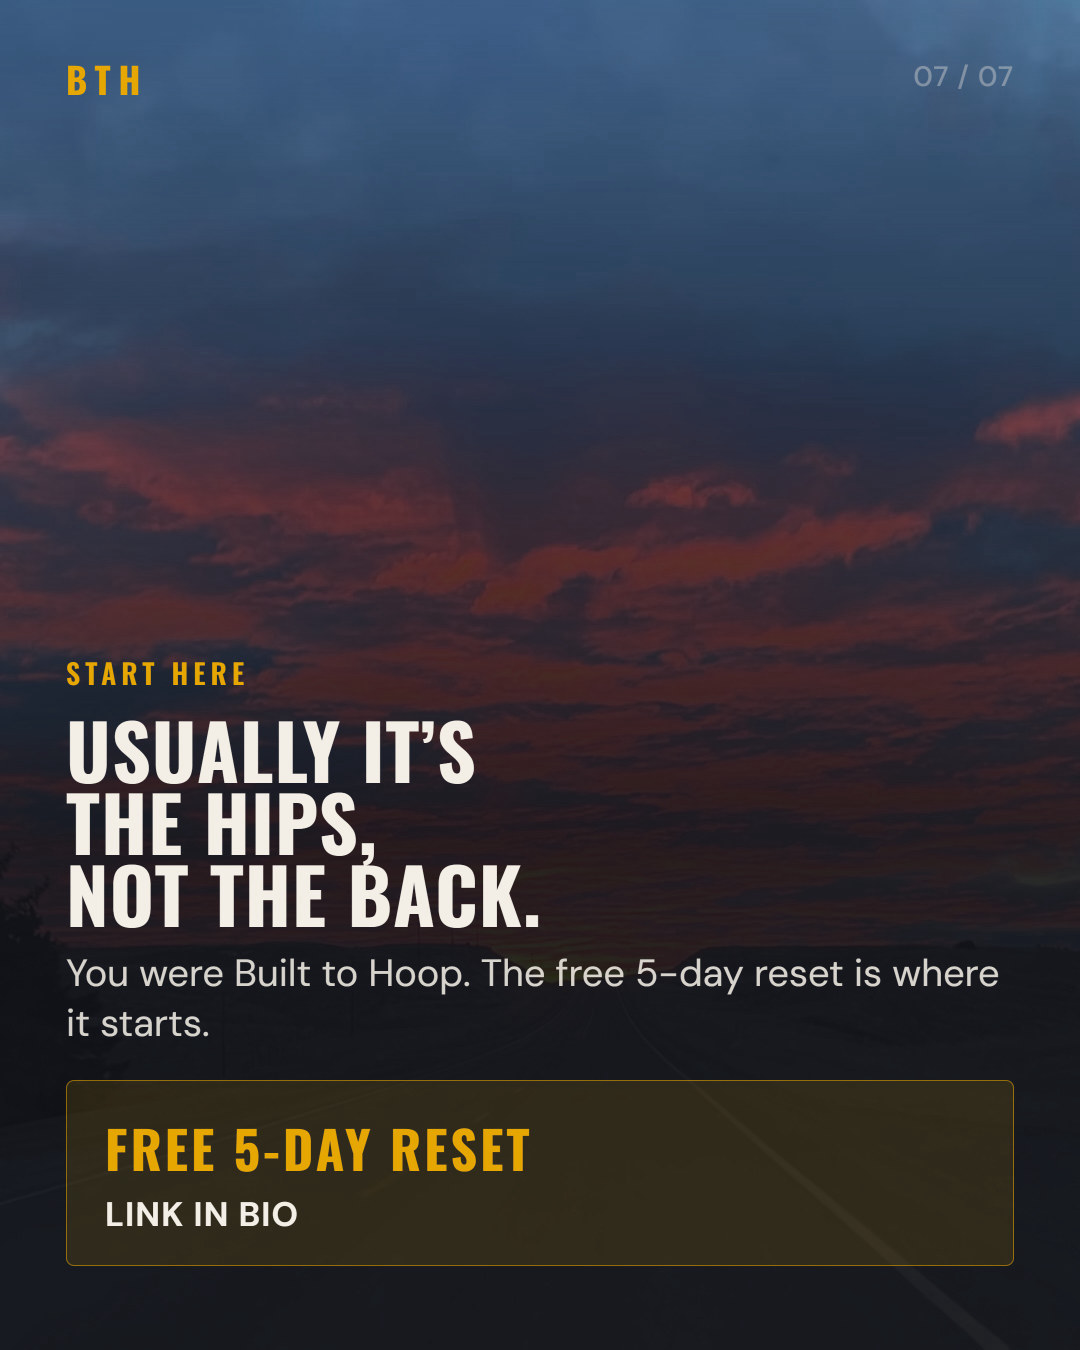 BTH
07 / 07
START HERE
USUALLY IT’S
THE HIPS,
NOT THE BACK.
You were Built to Hoop. The free 5-day reset is where
it starts.
FREE 5-DAY RESET
LINK IN BIO